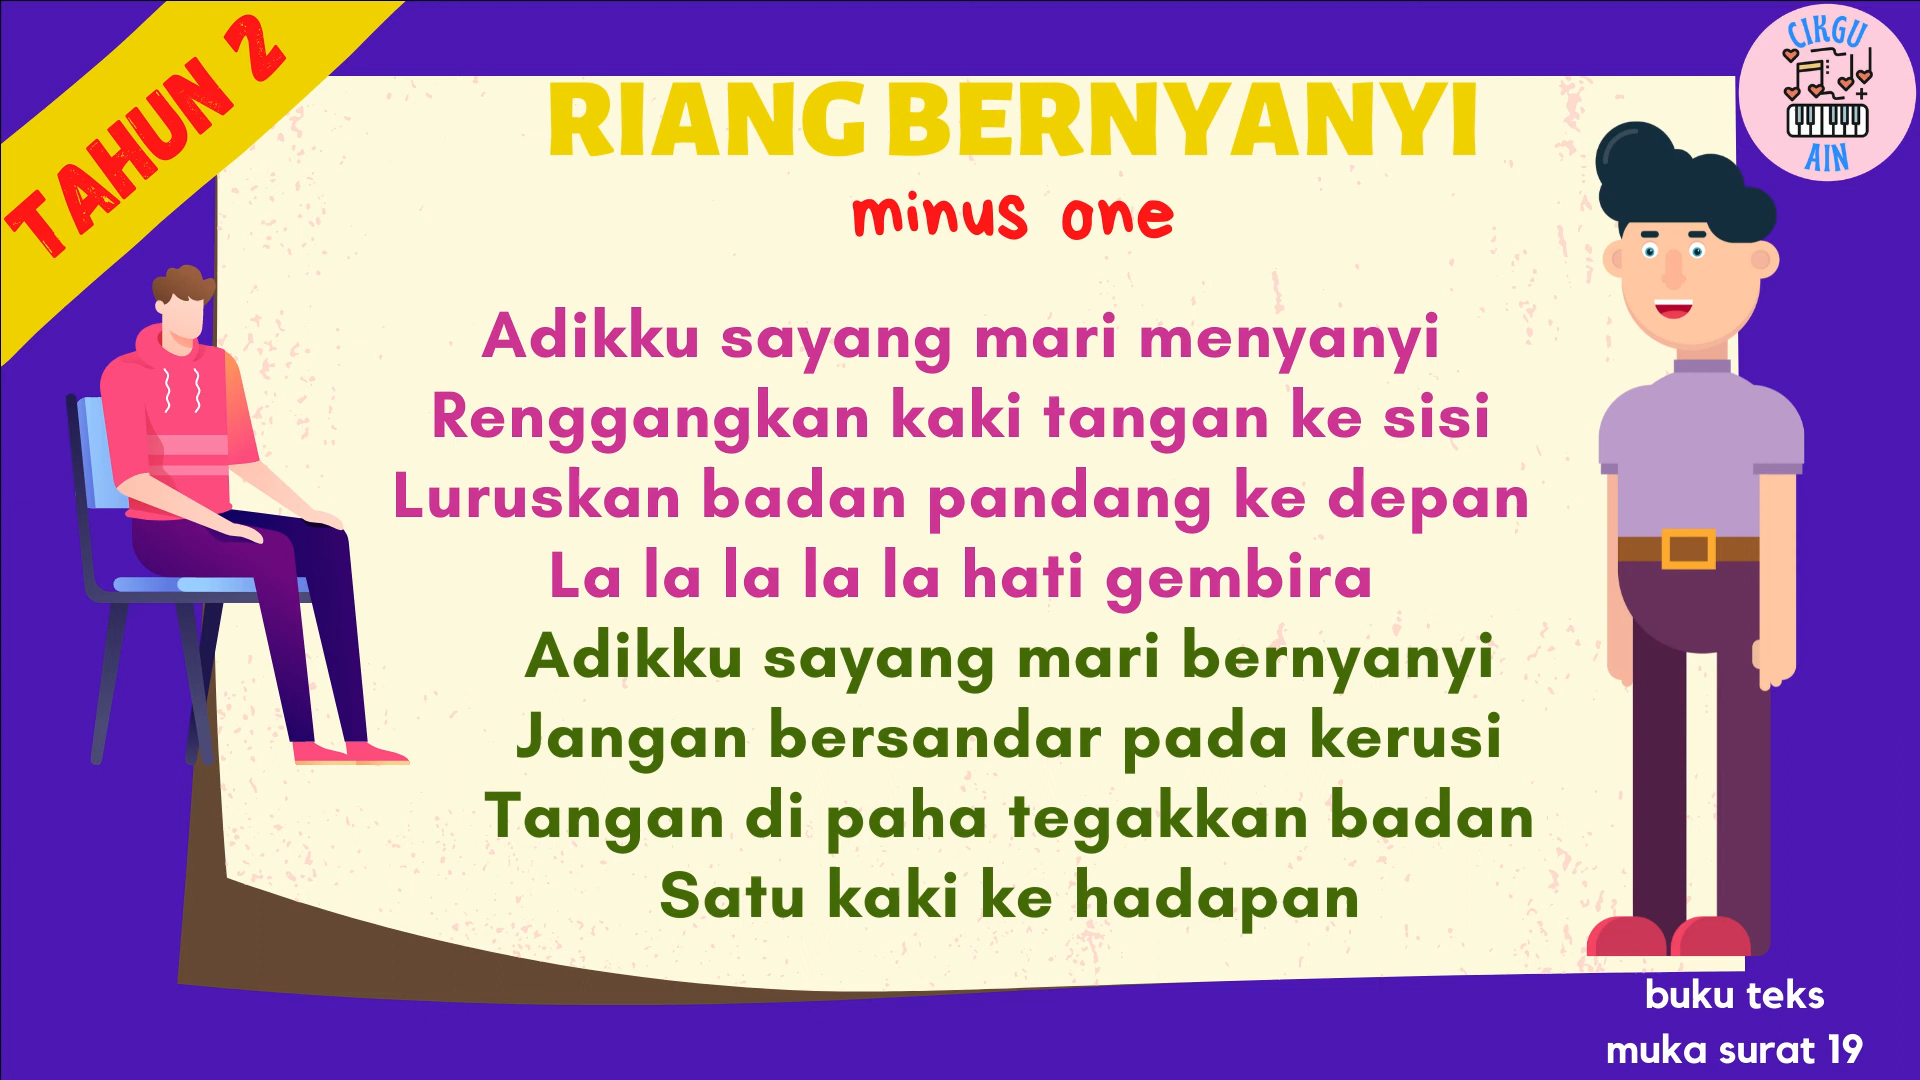 TAHUN 2
CIKGU
AIN
RIANG BERNYANYI
minus one
Adikku sayang mari menyanyi
Renggangkan kaki tangan ke sisi
Luruskan badan pandang ke depan
La la la la la hati gembira
Adikku sayang mari bernyanyi
Jangan bersandar pada kerusi
Tangan di paha tegakkan badan
Satu kaki ke hadapan
buku teks
muka surat 19